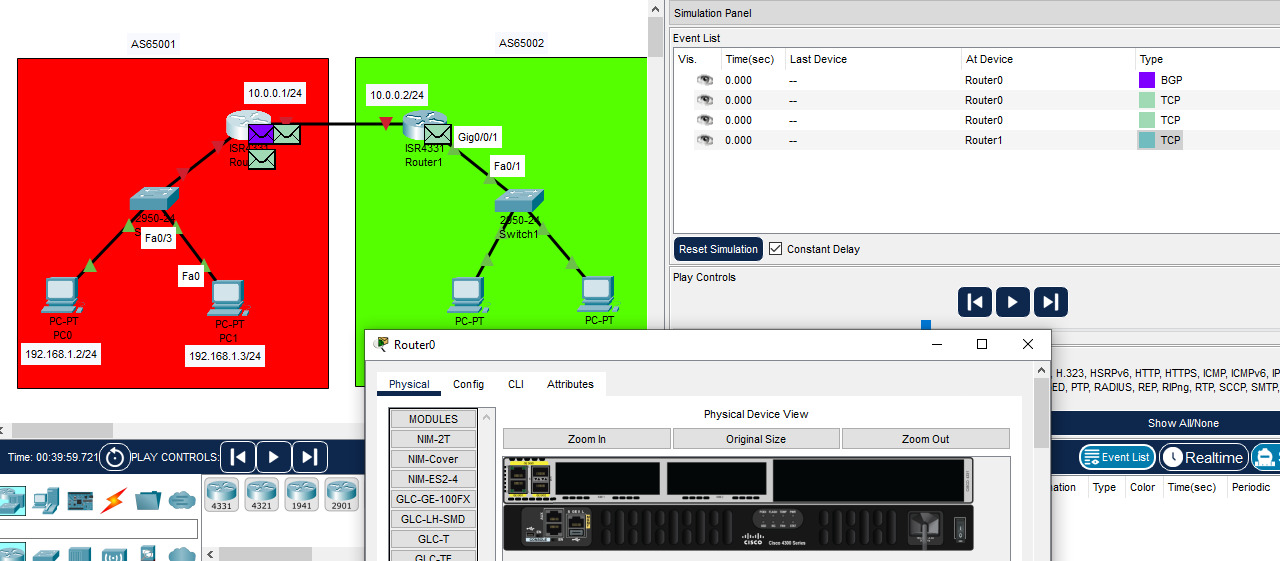 AS65001
AS65002
10.0.0.1/24
10.0.0.2/24
ISR4331
Router1
Gig0/0/1
Fa0/1
2950-24
Fa0/3
Fa0
2950-24
Switch1
PC-PT
PC0
PC-PT
PC1
PC-PT
PC-PT
192.168.1.2/24
192.168.1.3/24
Simulation Panel
Event List
Vis. Time(sec) Last Device At Device Type
0.000 -- Router0 BGP
0.000 -- Router0 TCP
0.000 -- Router0 TCP
0.000 -- Router1 TCP
Reset Simulation Constant Delay
Play Controls
, H.323, HSRPv6, HTTP, HTTPS, ICMP, ICMPv6, IP
ED, PTP, RADIUS, REP, RIPng, RTP, SCCP, SMTP,
Show All/None
Event List Realtime
Type Color Time(sec) Periodic
Router0
Physical Config CLI Attributes
MODULES
NIM-2T
NIM-Cover
NIM-ES2-4
GLC-GE-100FX
GLC-LH-SMD
GLC-T
GLC-TE
Physical Device View
Zoom In Original Size Zoom Out
CONSOLE
CISCO Cisco 4300 Series
Time: 00:39:59.721 PLAY CONTROLS:
4331 4321 1941 2901